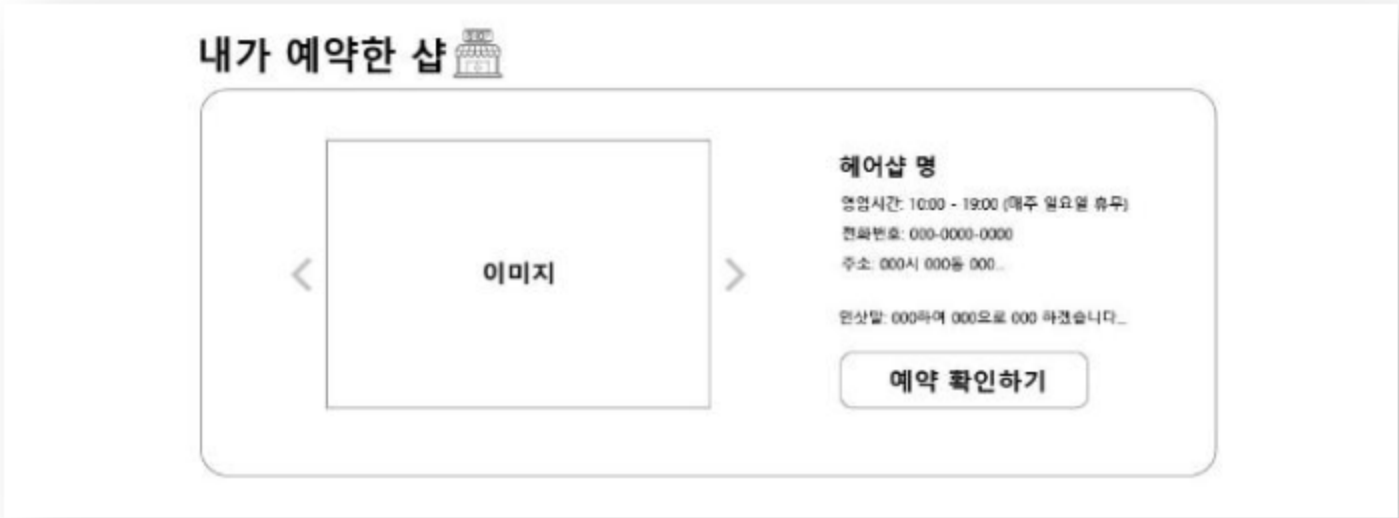 내가 예약한 샵
헤어샵 명
영업시간: 10:00 - 19:00 (매주 일요일 휴무)
전화번호: 000-0000-0000
주소: 000시 000동 000...
이미지
인삿말: 000하여 000으로 000 하겠습니다...
예약 확인하기